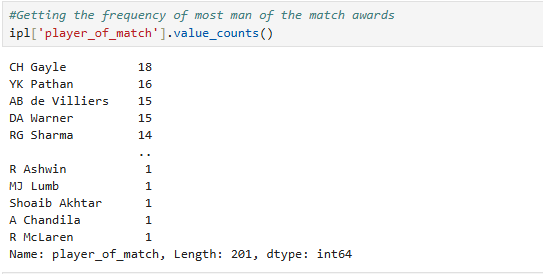 #Getting the frequency of most man of the match awards
ipl['player_of_match'].value_counts()
CH Gayle 18
YK Pathan 16
AB de Villiers 15
DA Warner 15
RG Sharma 14
..
R Ashwin 1
MJ Lumb 1
Shoaib Akhtar 1
A Chandila 1
R McLaren 1
Name: player_of_match, Length: 201, dtype: int64